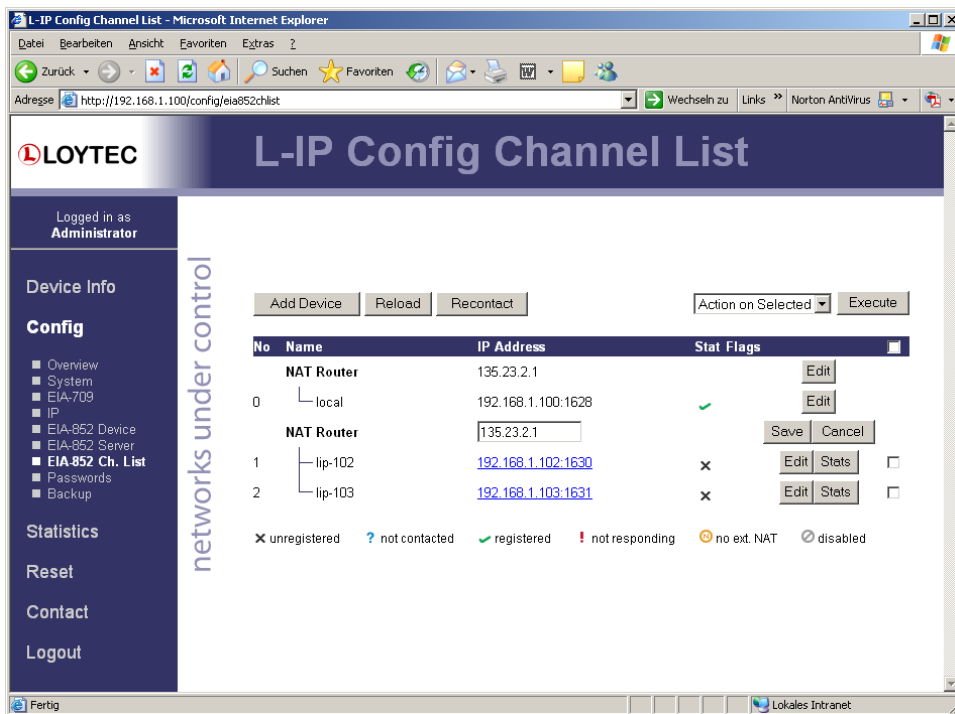 L-IP Config Channel List - Microsoft Internet Explorer
Datei Bearbeiten Ansicht Favoriten Extras ?
Zurück Suchen Favoriten
Adresse http://192.168.1.100/config/eia852chlist Wechseln zu Links » Norton AntiVirus
LOYTEC
L-IP Config Channel List
Logged in as
Administrator
Device Info
Config
Overview
System
EIA-709
IP
EIA-852 Device
EIA-852 Server
EIA-852 Ch. List
Passwords
Backup
Statistics
Reset
Contact
Logout
networks under control
Add Device Reload Recontact Action on Selected Execute
No Name IP Address Stat Flags
NAT Router 135.23.2.1 Edit
0 local 192.168.1.100:1628 Edit
NAT Router 135.23.2.1 Save Cancel
1 lip-102 192.168.1.102:1630 Edit Stats
2 lip-103 192.168.1.103:1631 Edit Stats
unregistered ? not contacted registered ! not responding N no ext. NAT disabled
Fertig Lokales Intranet